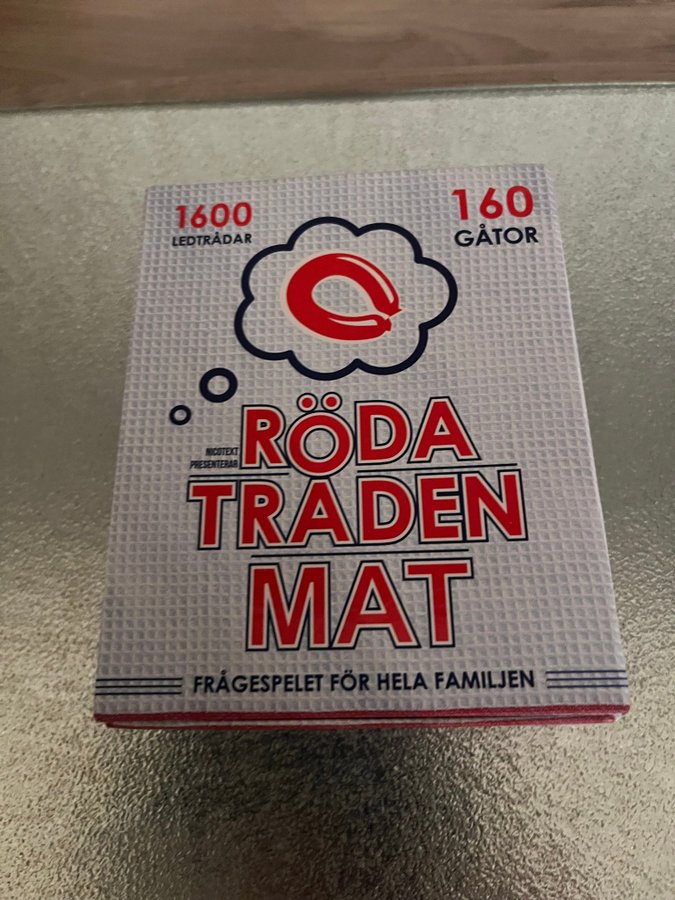 1600
LEDTRÅDAR
160
GÅTOR
NICOTEXT
PRESENTERAR
RÖDA
TRÅDEN
MAT
FRÅGESPELET FÖR HELA FAMILJEN